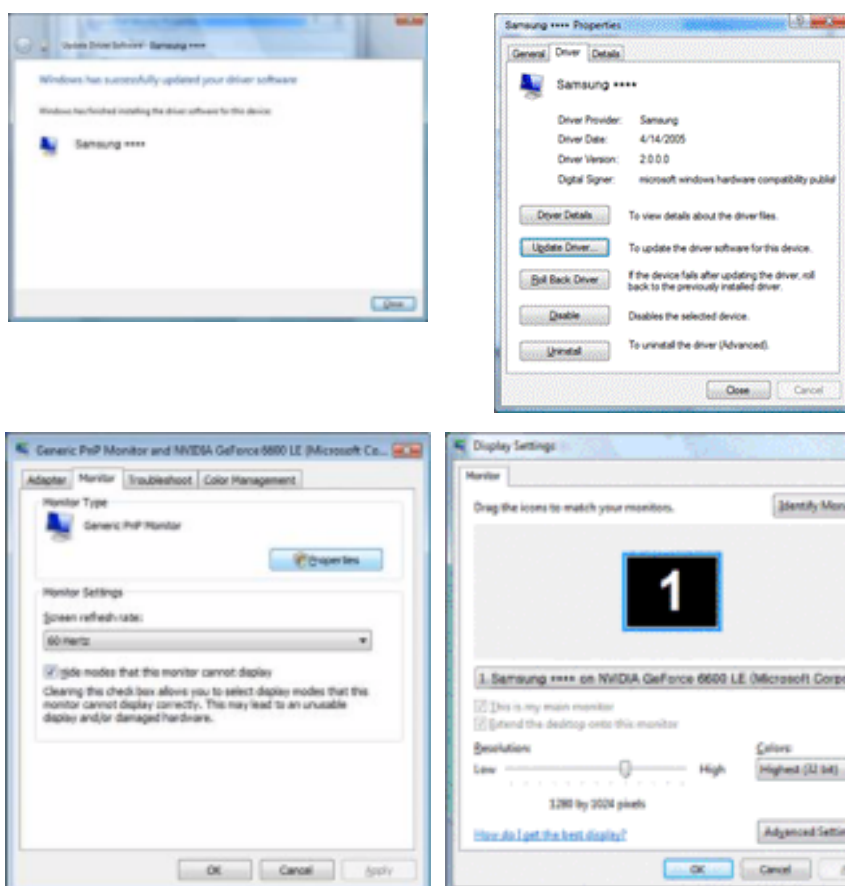 Update Driver Software - Samsung ****
Windows has successfully updated your driver software
Windows has finished installing the driver software for this device:
Samsung ****
Close
Samsung **** Properties
General Driver Details
Samsung ****
Driver Provider: Samsung
Driver Date: 4/14/2005
Driver Version: 2.0.0.0
Digital Signer: microsoft windows hardware compatibility publis
Driver Details To view details about the driver files.
Update Driver... To update the driver software for this device.
Roll Back Driver If the device fails after updating the driver, roll
back to the previously installed driver.
Disable Disables the selected device.
Uninstall To uninstall the driver (Advanced).
Close Cancel
Generic PnP Monitor and NVIDIA GeForce 6600 LE (Microsoft Co...
Adapter Monitor Troubleshoot Color Management
Monitor Type
Generic PnP Monitor
Properties
Monitor Settings
Screen refresh rate:
60 Hertz
Hide modes that this monitor cannot display
Clearing this check box allows you to select display modes that this
monitor cannot display correctly. This may lead to an unusable
display and/or damaged hardware.
OK Cancel Apply
Display Settings
Monitor
Drag the icons to match your monitors.
Identify Mon
1
1. Samsung **** on NVIDIA GeForce 6600 LE (Microsoft Corpo
This is my main monitor
Extend the desktop onto this monitor
Resolution: Colors:
Low High Highest (32 bit)
1280 by 1024 pixels
How do I get the best display?
Advanced Settin
OK Cancel